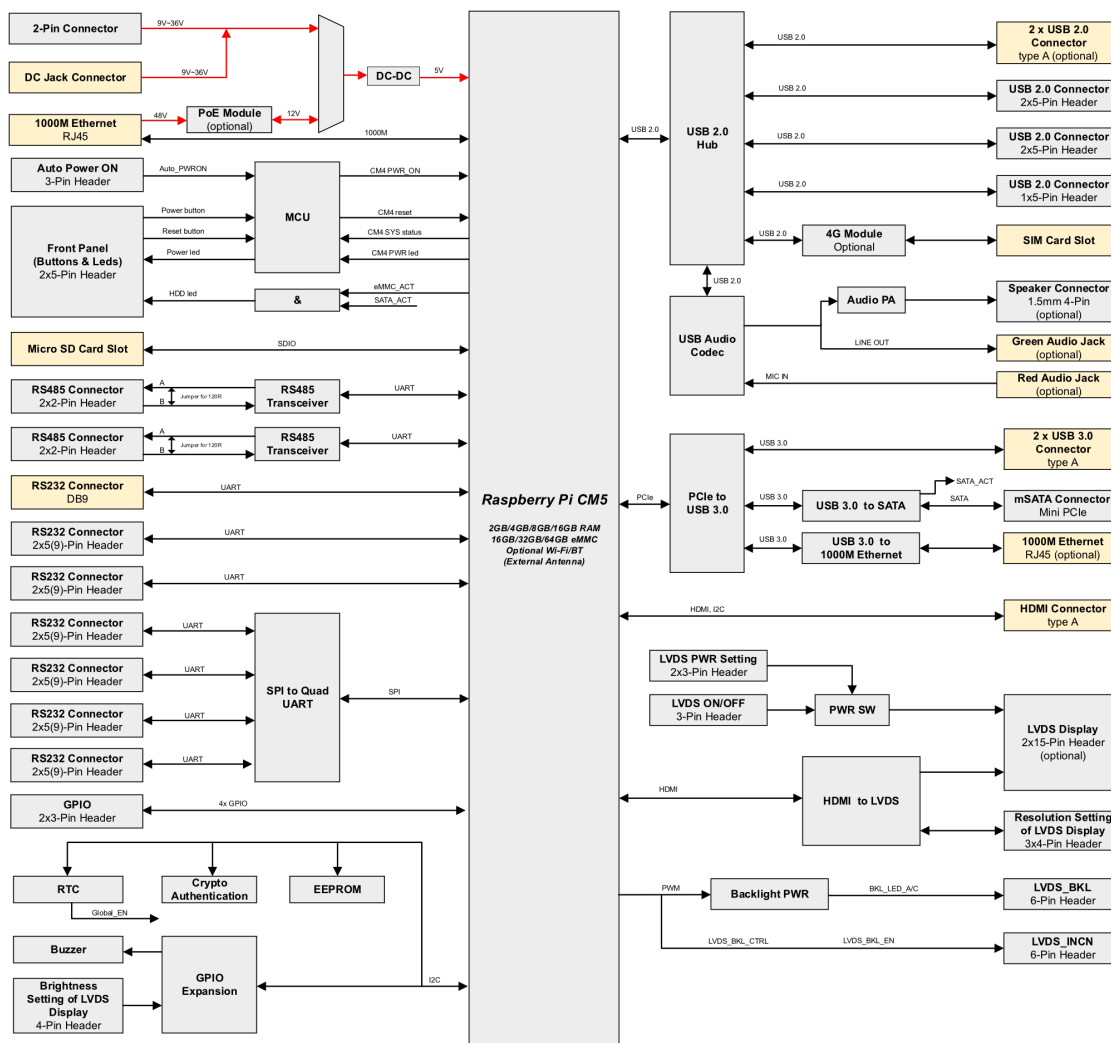 2-Pin Connector
9V~36V
DC Jack Connector
9V~36V
DC-DC
5V
1000M Ethernet
RJ45
48V
PoE Module
(optional)
12V
1000M
Auto Power ON
3-Pin Header
Auto_PWRON
MCU
CM4 PWR_ON
Front Panel
(Buttons & Leds)
2x5-Pin Header
Power button
Reset button
Power led
HDD led
CM4 reset
CM4 SYS status
CM4 PWR led
&
eMMC_ACT
SATA_ACT
Micro SD Card Slot
SDIO
RS485 Connector
2x2-Pin Header
A
B
Jumper for 120R
RS485
Transceiver
UART
RS485 Connector
2x2-Pin Header
A
B
Jumper for 120R
RS485
Transceiver
UART
RS232 Connector
DB9
UART
RS232 Connector
2x5(9)-Pin Header
UART
RS232 Connector
2x5(9)-Pin Header
UART
RS232 Connector
2x5(9)-Pin Header
UART
RS232 Connector
2x5(9)-Pin Header
UART
RS232 Connector
2x5(9)-Pin Header
UART
RS232 Connector
2x5(9)-Pin Header
UART
SPI to Quad
UART
SPI
GPIO
2x3-Pin Header
4x GPIO
RTC
Global_EN
Crypto
Authentication
EEPROM
Buzzer
Brightness
Setting of LVDS
Display
4-Pin Header
GPIO
Expansion
I2C
Raspberry Pi CM5
2GB/4GB/8GB/16GB RAM
16GB/32GB/64GB eMMC
Optional Wi-Fi/BT
(External Antenna)
USB 2.0
USB 2.0
Hub
USB 2.0
2 x USB 2.0
Connector
type A (optional)
USB 2.0
USB 2.0 Connector
2x5-Pin Header
USB 2.0
USB 2.0 Connector
2x5-Pin Header
USB 2.0
USB 2.0 Connector
1x5-Pin Header
USB 2.0
4G Module
Optional
SIM Card Slot
USB 2.0
USB Audio
Codec
Audio PA
Speaker Connector
1.5mm 4-Pin
(optional)
LINE OUT
Green Audio Jack
(optional)
MIC IN
Red Audio Jack
(optional)
PCIe
PCIe to
USB 3.0
USB 3.0
2 x USB 3.0
Connector
type A
USB 3.0
USB 3.0 to SATA
SATA_ACT
SATA
mSATA Connector
Mini PCIe
USB 3.0
USB 3.0 to
1000M Ethernet
1000M Ethernet
RJ45 (optional)
HDMI, I2C
HDMI Connector
type A
LVDS PWR Setting
2x3-Pin Header
LVDS ON/OFF
3-Pin Header
PWR SW
LVDS Display
2x15-Pin Header
(optional)
HDMI
HDMI to LVDS
Resolution Setting
of LVDS Display
3x4-Pin Header
PWM
Backlight PWR
BKL_LED_A/C
LVDS_BKL
6-Pin Header
LVDS_BKL_CTRL
LVDS_BKL_EN
LVDS_INCN
6-Pin Header